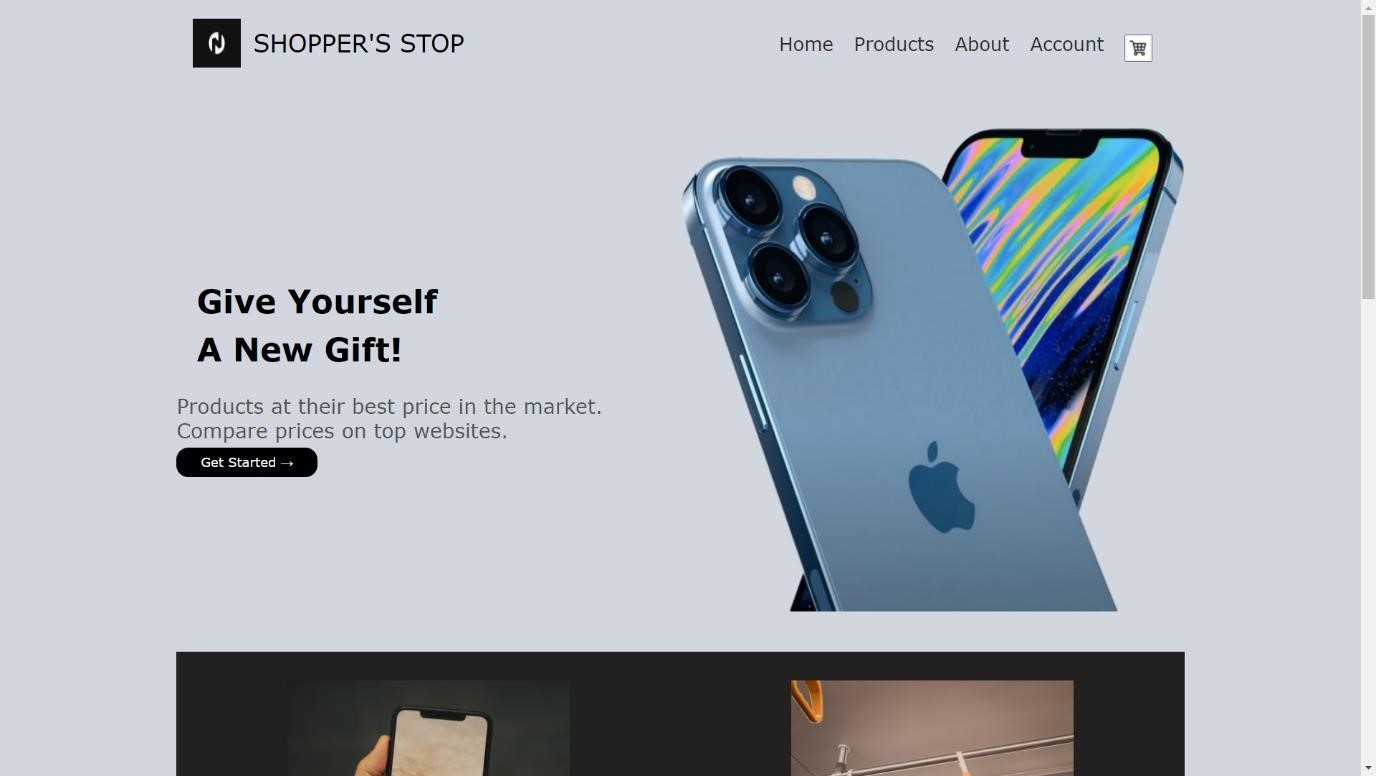 SHOPPER'S STOP
Home Products About Account
Give Yourself
A New Gift!
Products at their best price in the market.
Compare prices on top websites.
Get Started →